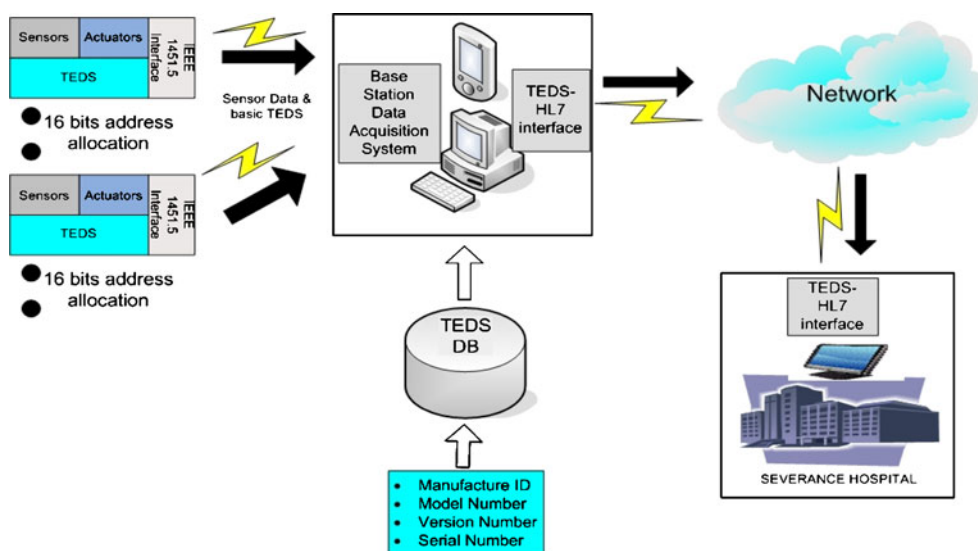 Sensors
Actuators
TEDS
IEEE
1451.5
Interface
16 bits address
allocation
Sensors
Actuators
TEDS
IEEE
1451.5
Interface
16 bits address
allocation
Sensor Data &
basic TEDS
Base
Station
Data
Acquisition
System
TEDS-
HL7
interface
Network
TEDS-
HL7
interface
SEVERANCE HOSPITAL
TEDS
DB
• Manufacture ID
• Model Number
• Version Number
• Serial Number